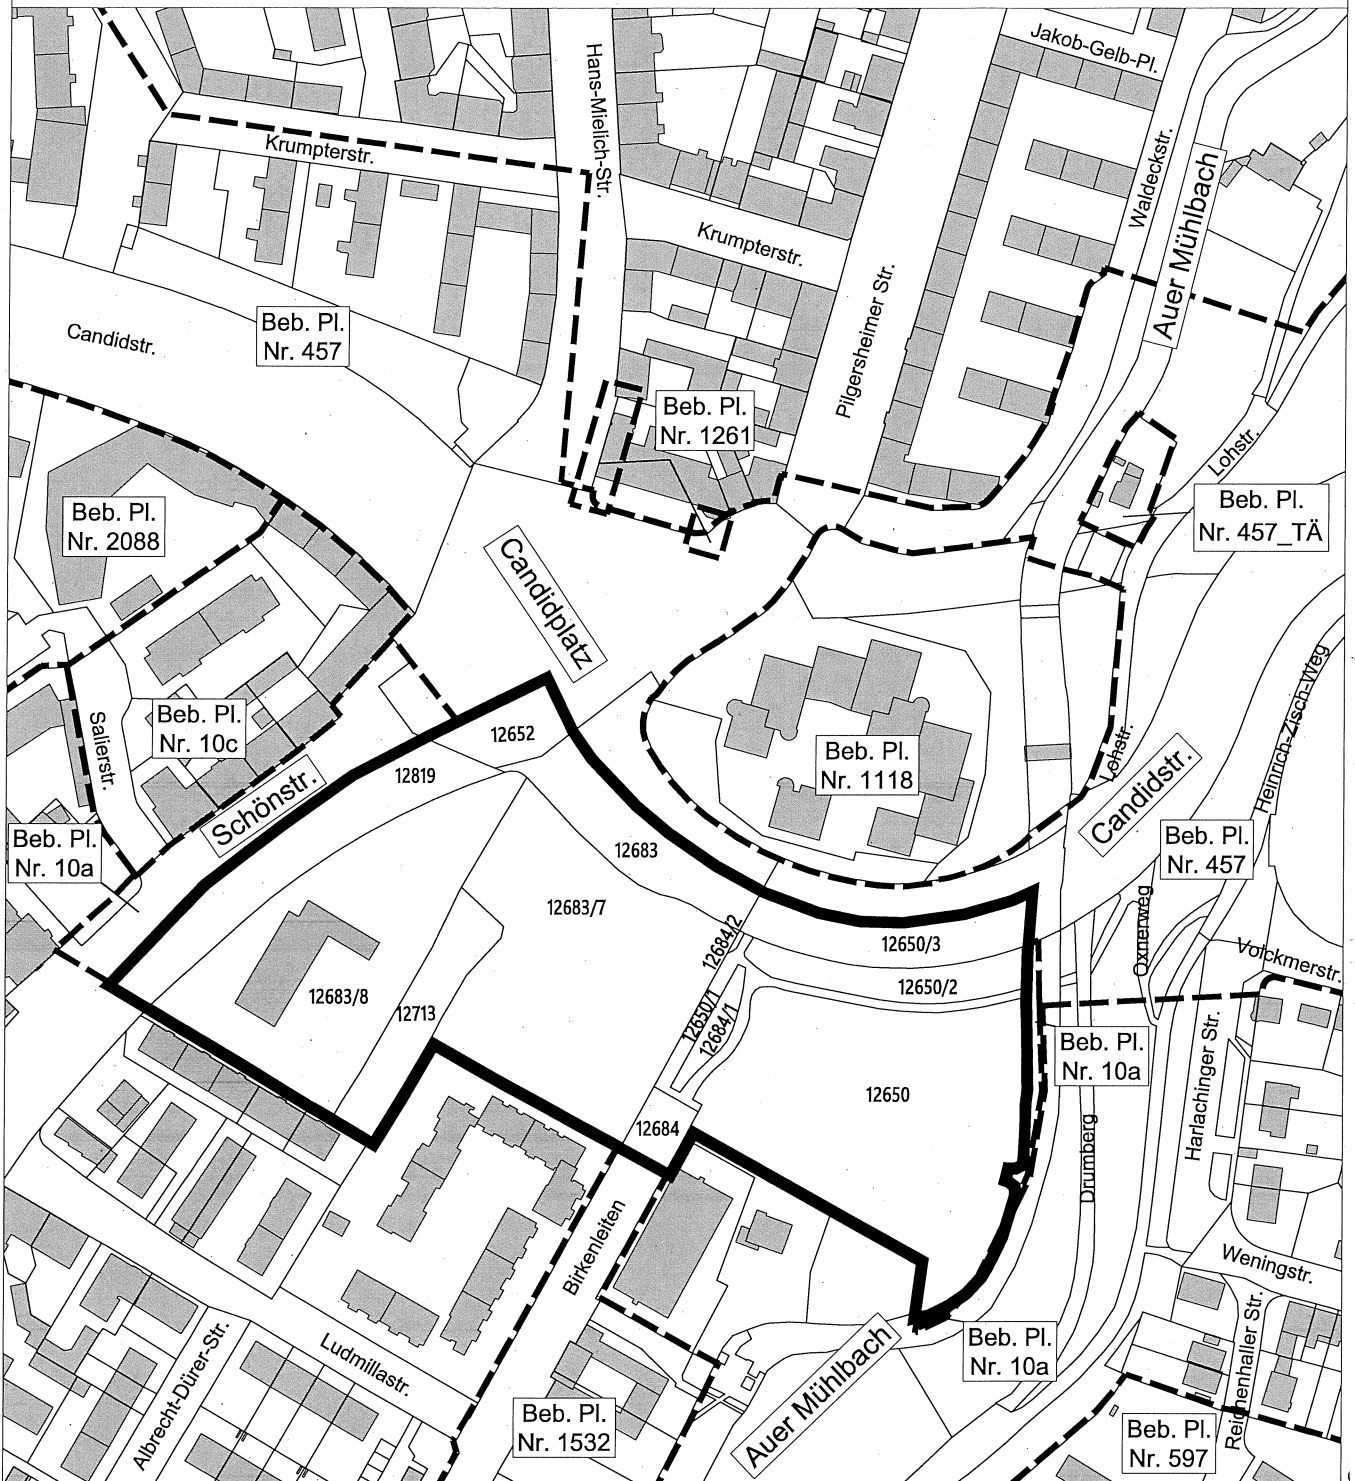 Jakob-Gelb-Pl.
Hans-Mielich-Str.
Krumpterstr.
Waldeckstr.
Auer Mühlbach
Krumpterstr.
Candidstr.
Beb. Pl.
Nr. 457
Pilgersheimer Str.
Beb. Pl.
Nr. 1261
Lohstr.
Beb. Pl.
Nr. 2088
Beb. Pl.
Nr. 457_TÄ
Candidplatz
Heinrich-Zisch-Weg
Salierstr.
Beb. Pl.
Nr. 10c
12652
12819
Beb. Pl.
Nr. 1118
Lohstr.
Candidstr.
Schönstr.
Beb. Pl.
Nr. 10a
12683
Beb. Pl.
Nr. 457
12683/7
12684/2
12650/3
Oxnerweg
Volckmerstr.
12650/2
12683/8
12713
12650/1
12684/1
Beb. Pl.
Nr. 10a
Harlachinger Str.
12650
12684
Drumberg
Birkenleiten
Weningstr.
Reichenhaller Str.
Ludmillastr.
Albrecht-Dürer-Str.
Auer Mühlbach
Beb. Pl.
Nr. 10a
Beb. Pl.
Nr. 1532
Beb. Pl.
Nr. 597